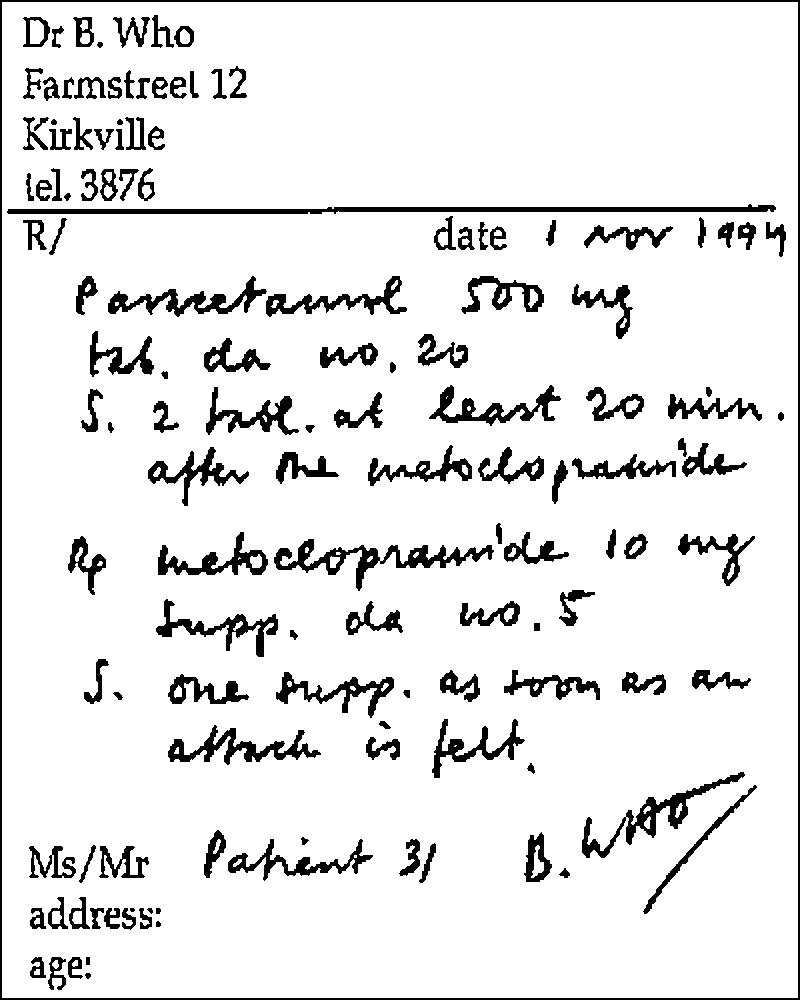 Dr B. Who
Farmstreet 12
Kirkville
tel. 3876
R/ date 1 nov 1994
Paracetamol 500 mg
tab. da no. 20
S. 2 tabl. at least 20 min.
after the metoclopramide
Rp metoclopramide 10 mg
supp. da no. 5
S. one supp. as soon as an
attack is felt.
B. WHO
Ms/Mr Patient 31
address:
age: